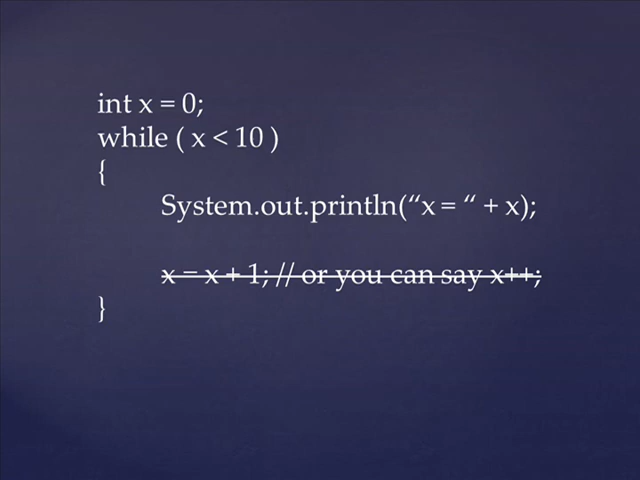 int x = 0;
while ( x < 10 )
{
System.out.println(“x = “ + x);
x = x + 1; // or you can say x++;
}